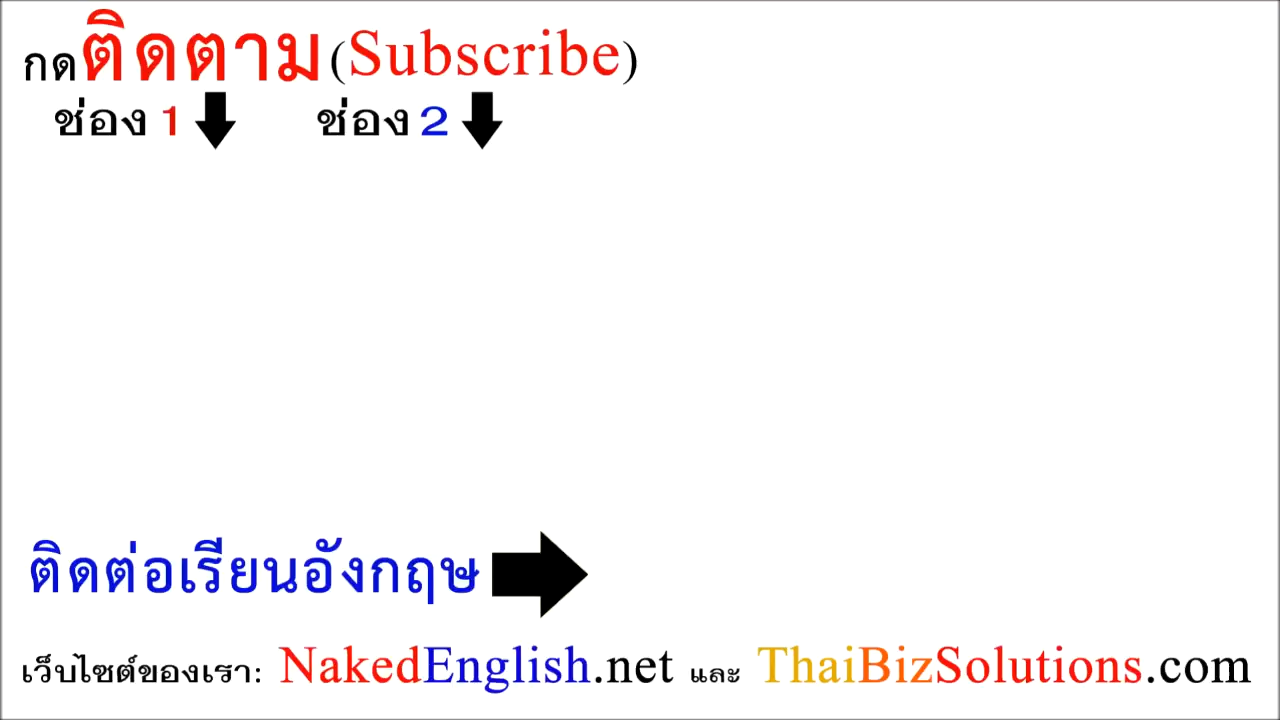 กดติดตาม(Subscribe)
ช่อง 1 ช่อง 2
ติดต่อเรียนอังกฤษ
เว็บไซต์ของเรา: NakedEnglish.net และ ThaiBizSolutions.com